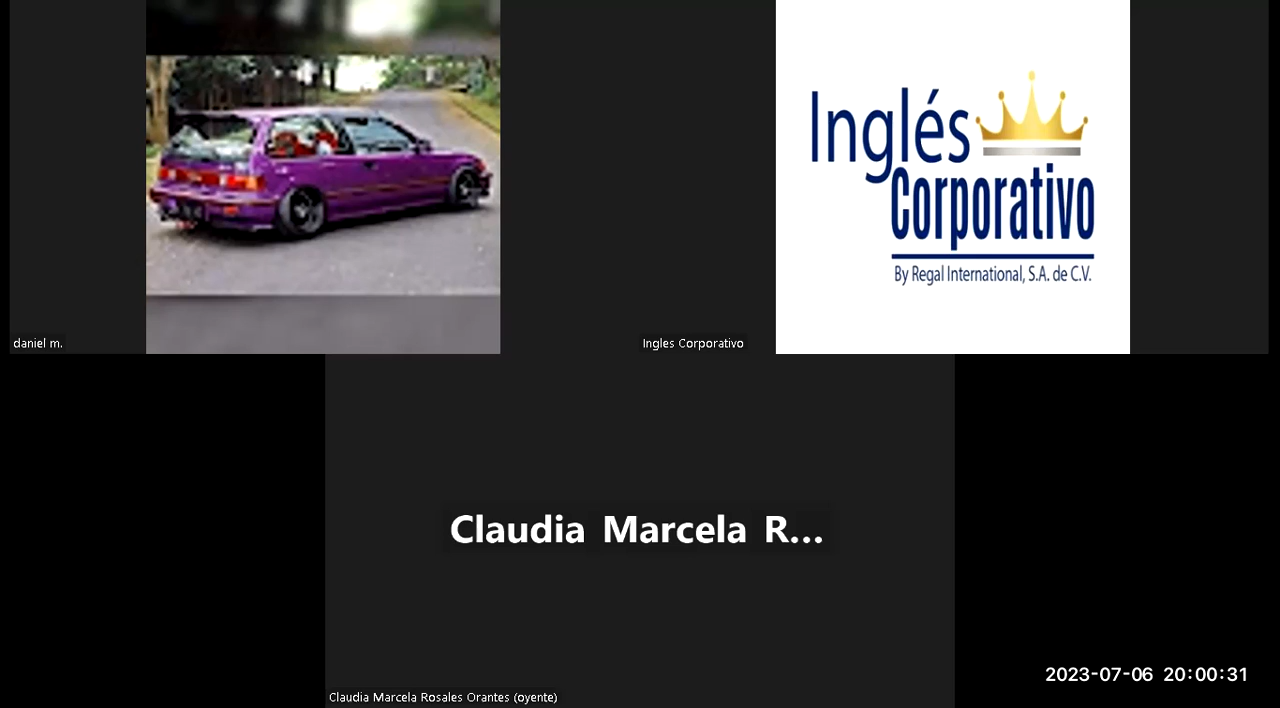 Inglés
Corporativo
By Regal International, S.A. de C.V.
daniel m.
Ingles Corporativo
Claudia Marcela R...
Claudia Marcela Rosales Orantes (oyente)
2023-07-06 20:00:31